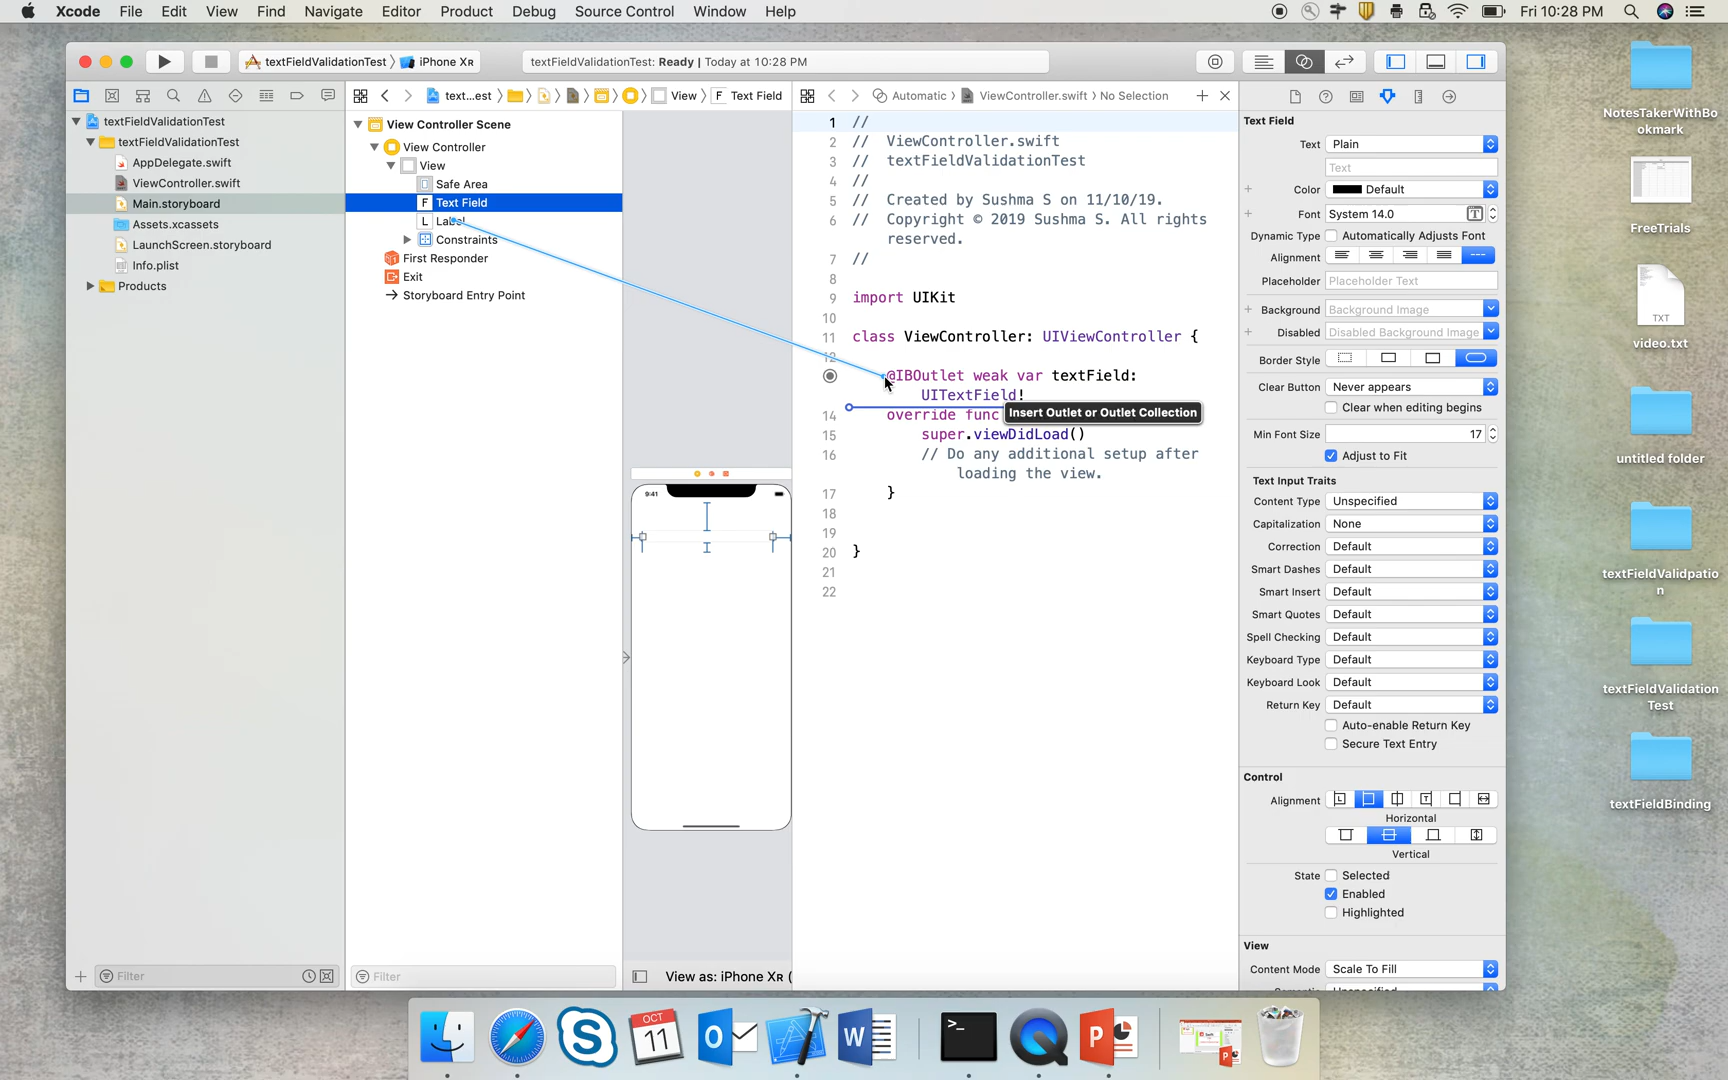 Xcode File Edit View Find Navigate Editor Product Debug Source Control Window Help Fri 10:28 PM
textFieldValidationTest iPhone XR textFieldValidationTest: Ready | Today at 10:28 PM
text...est View F Text Field Automatic ViewController.swift No Selection
textFieldValidationTest
textFieldValidationTest
AppDelegate.swift
ViewController.swift
Main.storyboard
Assets.xcassets
LaunchScreen.storyboard
Info.plist
Products
Filter
View Controller Scene
View Controller
View
Safe Area
F Text Field
L Label
Constraints
First Responder
Exit
Storyboard Entry Point
Filter
9:41
View as: iPhone XR (
1 //
2 // ViewController.swift
3 // textFieldValidationTest
4 //
5 // Created by Sushma S on 11/10/19.
6 // Copyright © 2019 Sushma S. All rights
reserved.
7 //
8
9 import UIKit
10
11 class ViewController: UIViewController {
12
@IBOutlet weak var textField:
UITextField!
Insert Outlet or Outlet Collection
14 override func
15 super.viewDidLoad()
16 // Do any additional setup after
loading the view.
17 }
18
19
20 }
21
22
Text Field
Text Plain
Text
Color Default
Font System 14.0 T
Dynamic Type Automatically Adjusts Font
Alignment
Placeholder Placeholder Text
Background Background Image
Disabled Disabled Background Image
Border Style
Clear Button Never appears
Clear when editing begins
Min Font Size 17
Adjust to Fit
Text Input Traits
Content Type Unspecified
Capitalization None
Correction Default
Smart Dashes Default
Smart Insert Default
Smart Quotes Default
Spell Checking Default
Keyboard Type Default
Keyboard Look Default
Return Key Default
Auto-enable Return Key
Secure Text Entry
Control
Alignment
Horizontal
Vertical
State Selected
Enabled
Highlighted
View
Content Mode Scale To Fill
NotesTakerWithBo
okmark
FreeTrials
TXT
video.txt
untitled folder
textFieldValidpatio
n
textFieldValidation
Test
textFieldBinding
OCT
11